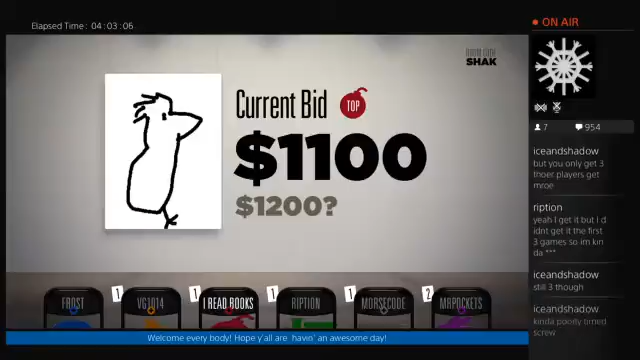 Elapsed Time : 04:03:06
ON AIR
ROOM CODE
SHAK
Current Bid
TOP
$1100
$1200?
7
954
iceandshadow
but you only get 3
thoer players get
mroe
ription
yeah I get it but I d
idnt get it the first
3 games so im kin
da ***
iceandshadow
still 3 though
iceandshadow
kinda poorly timed
screw
FROST
1
VG1014
1
I READ BOOKS
1
RIPTION
1
MORSECODE
2
MRPOCKETS
Welcome every body! Hope y'all are 'havin' an awesome day!